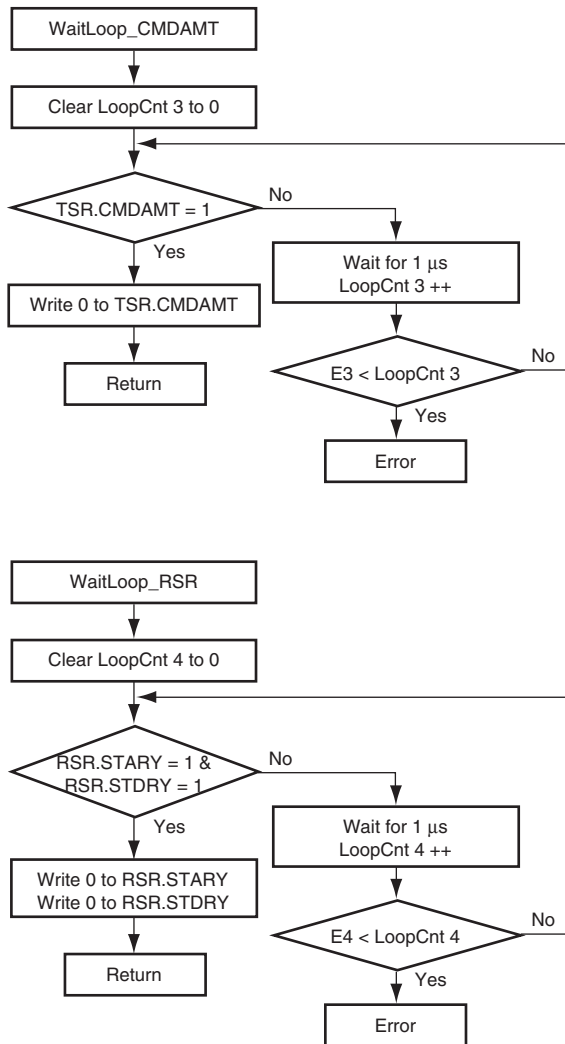 WaitLoop_CMDAMT
Clear LoopCnt 3 to 0
TSR.CMDAMT = 1
No
Yes
Wait for 1 μs
LoopCnt 3 ++
Write 0 to TSR.CMDAMT
E3 < LoopCnt 3
No
Return
Yes
Error
WaitLoop_RSR
Clear LoopCnt 4 to 0
RSR.STARY = 1 &
RSR.STDRY = 1
No
Yes
Wait for 1 μs
LoopCnt 4 ++
Write 0 to RSR.STARY
Write 0 to RSR.STDRY
E4 < LoopCnt 4
No
Return
Yes
Error